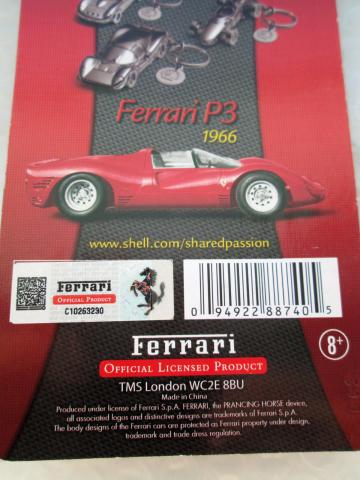 Ferrari P3
1966
www.shell.com/sharedpassion
Ferrari
OFFICIAL PRODUCT
C10263230
0 94922 88740 5
Ferrari
OFFICIAL LICENSED PRODUCT
8+
TMS London WC2E 8BU
Made in China
Produced under license of Ferrari S.p.A. FERRARI, the PRANCING HORSE device,
all associated logos and distinctive designs are trademarks of Ferrari S.p.A.
The body designs of the Ferrari cars are protected as Ferrari property under design,
trademark and trade dress regulation.